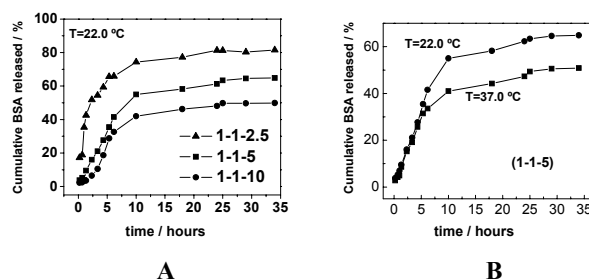 T=22.0 ºC
Cumulative BSA released / %
100
80
60
40
20
0
1-1-2.5
1-1-5
1-1-10
0 5 10 15 20 25 30 35
time / hours
A
T=22.0 ºC
T=37.0 ºC
(1-1-5)
Cumulative BSA released / %
60
40
20
0
0 5 10 15 20 25 30 35
time / hours
B